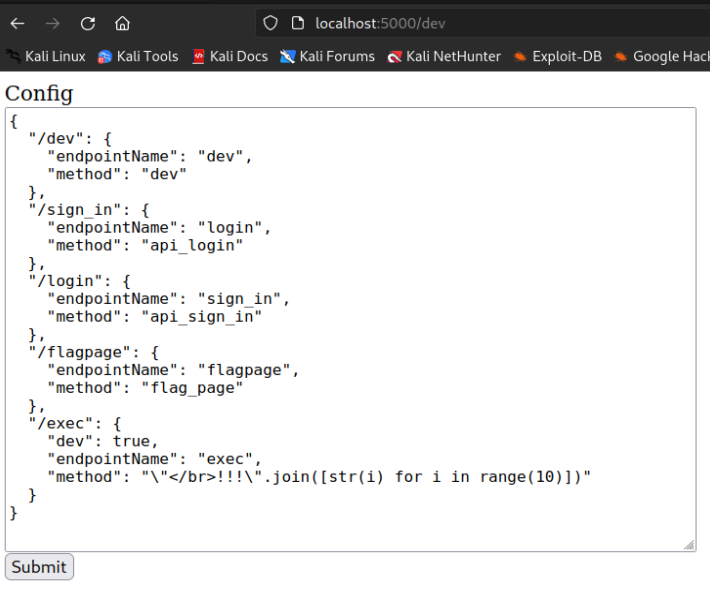 localhost:5000/dev
Kali Linux Kali Tools Kali Docs Kali Forums Kali NetHunter Exploit-DB Google Hack
Config
{
  "/dev": {
    "endpointName": "dev",
    "method": "dev"
  },
  "/sign_in": {
    "endpointName": "login",
    "method": "api_login"
  },
  "/login": {
    "endpointName": "sign_in",
    "method": "api_sign_in"
  },
  "/flagpage": {
    "endpointName": "flagpage",
    "method": "flag_page"
  },
  "/exec": {
    "dev": true,
    "endpointName": "exec",
    "method": "\"</br>!!!\".join([str(i) for i in range(10)])"
  }
}
Submit